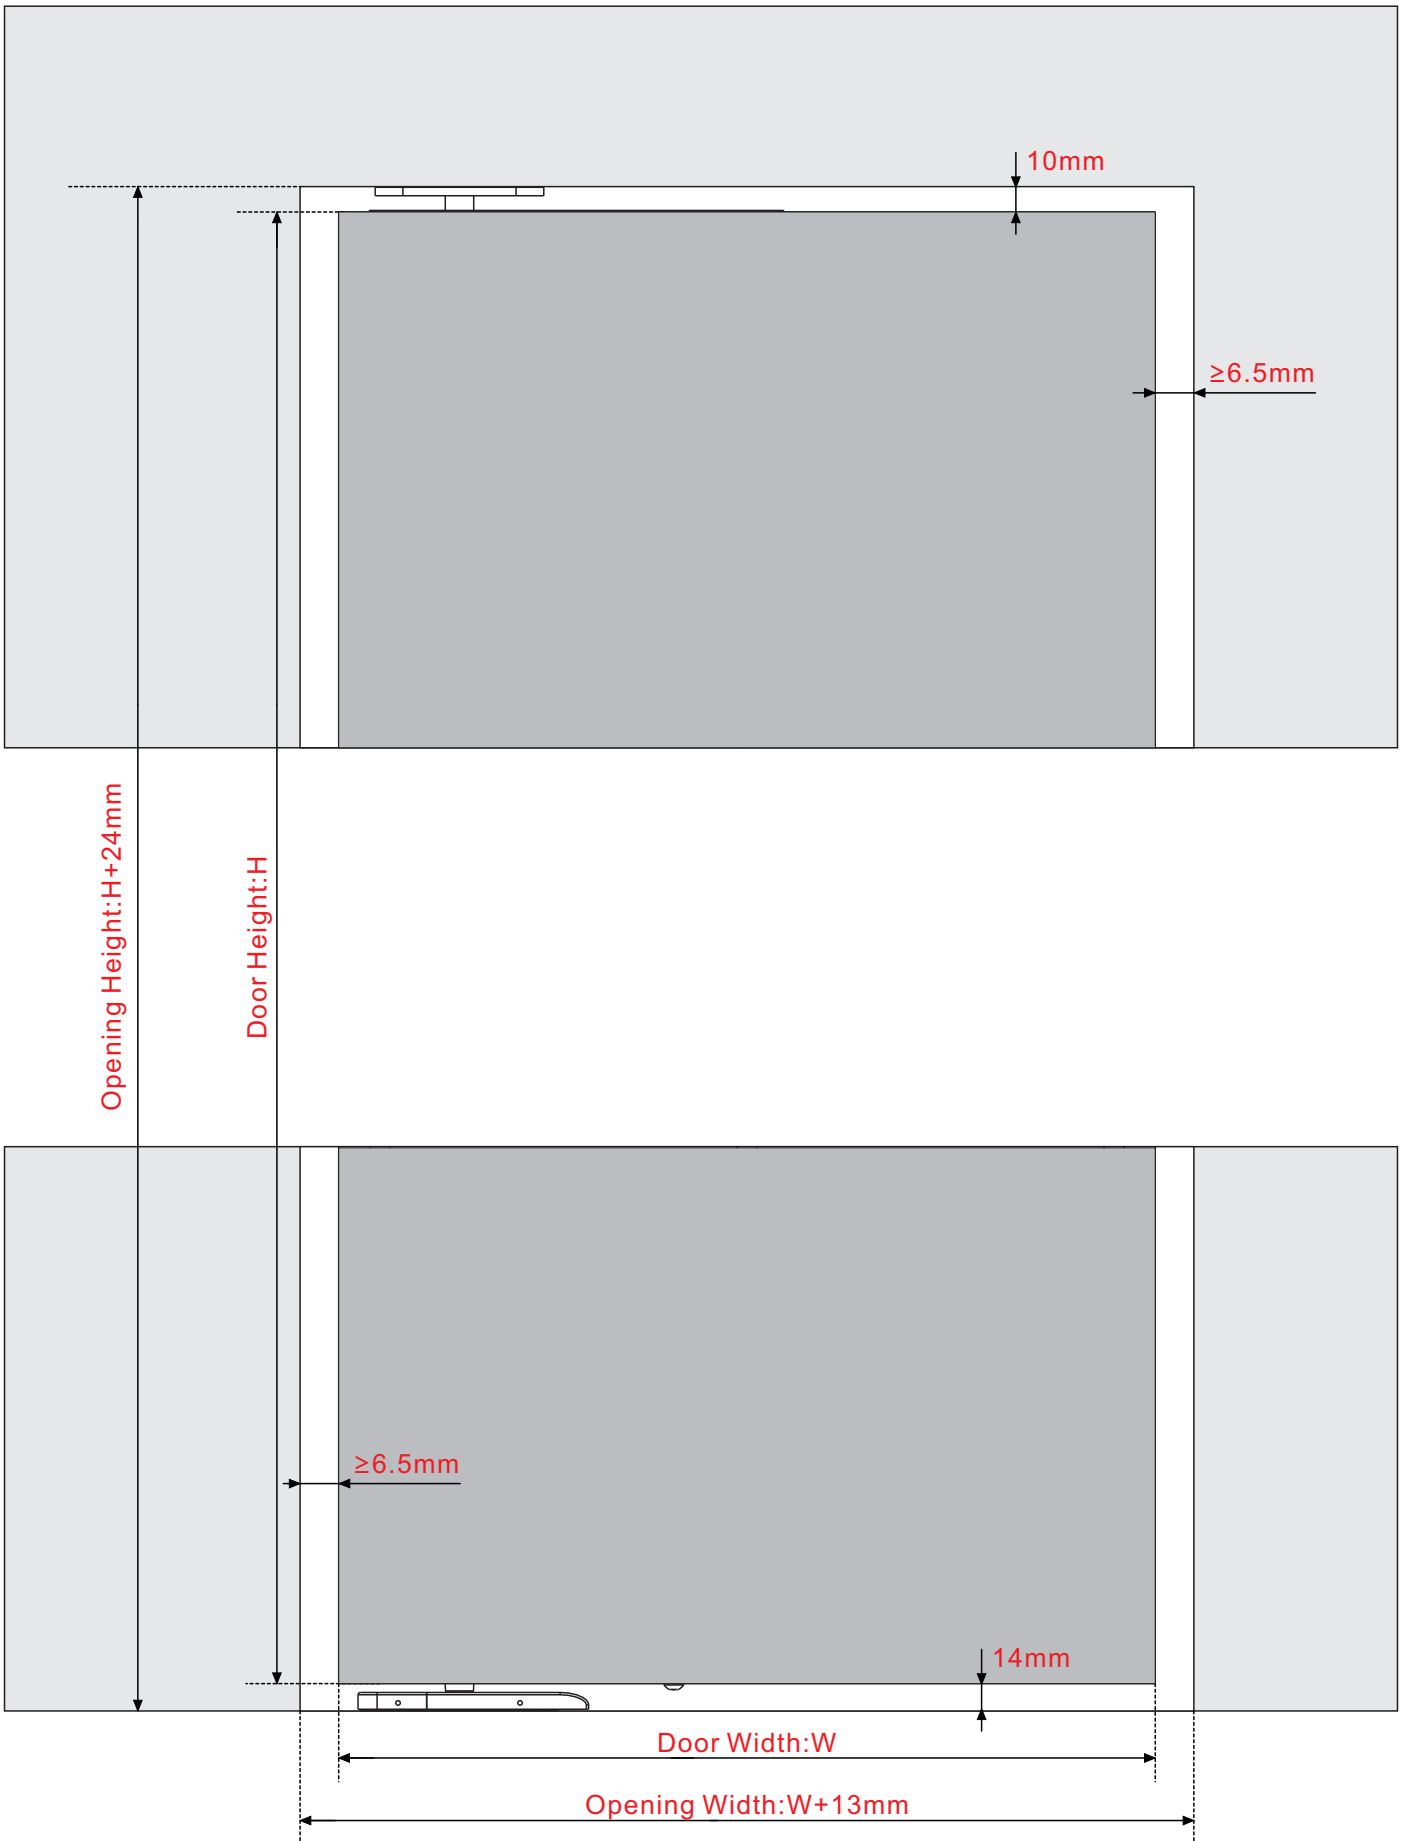 10mm
≥6.5mm
Opening Height:H+24mm
Door Height:H
≥6.5mm
14mm
Door Width:W
Opening Width:W+13mm